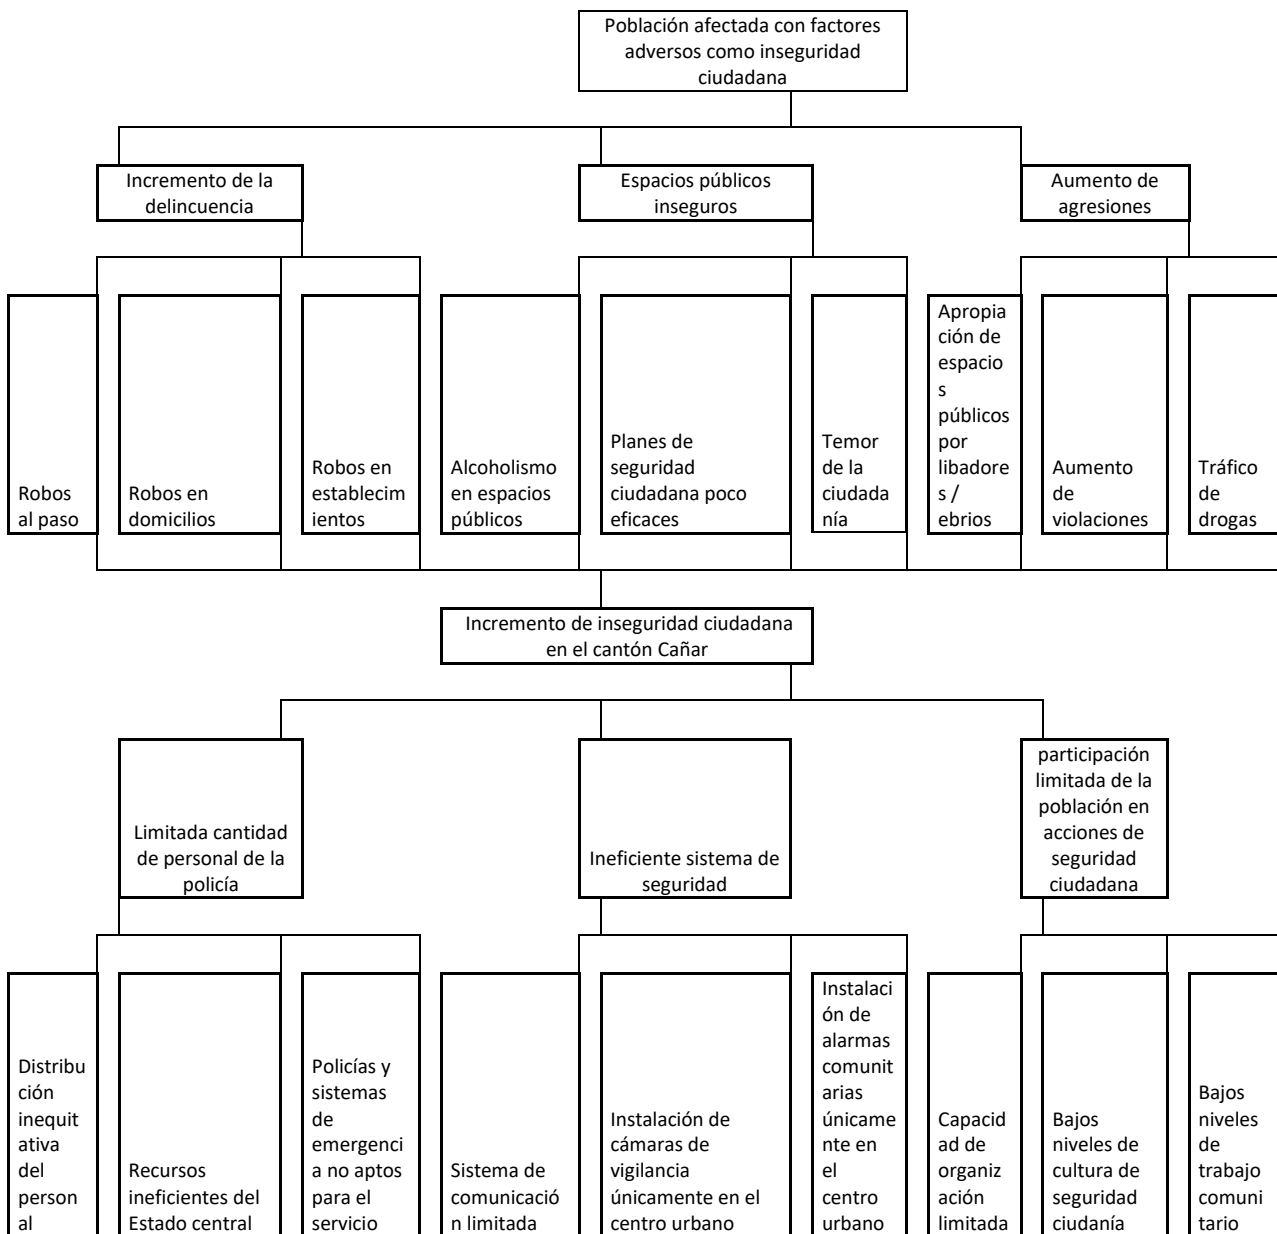 Población afectada con factores
adversos como inseguridad
ciudadana
Incremento de la
delincuencia
Espacios públicos
inseguros
Aumento de
agresiones
Robos
al paso
Robos en
domicilios
Robos en
establecim
ientos
Alcoholismo
en espacios
públicos
Planes de
seguridad
ciudadana poco
eficaces
Temor
de la
ciudada
nía
Apropia
ción de
espacio
s
públicos
por
libadore
s /
ebrios
Aumento
de
violaciones
Tráfico
de
drogas
Incremento de inseguridad ciudadana
en el cantón Cañar
Limitada cantidad
de personal de la
policía
Ineficiente sistema de
seguridad
participación
limitada de la
población en
acciones de
seguridad
ciudadana
Distribu
ción
inequit
ativa
del
person
al
Recursos
ineficientes del
Estado central
Policías y
sistemas
de
emergenci
a no aptos
para el
servicio
Sistema de
comunicació
n limitada
Instalación de
cámaras de
vigilancia
únicamente en el
centro urbano
Instalaci
ón de
alarmas
comunit
arias
únicame
nte en
el
centro
urbano
Capacid
ad de
organiz
ación
limitada
Bajos
niveles de
cultura de
seguridad
ciudanía
Bajos
niveles
de
trabajo
comuni
tario